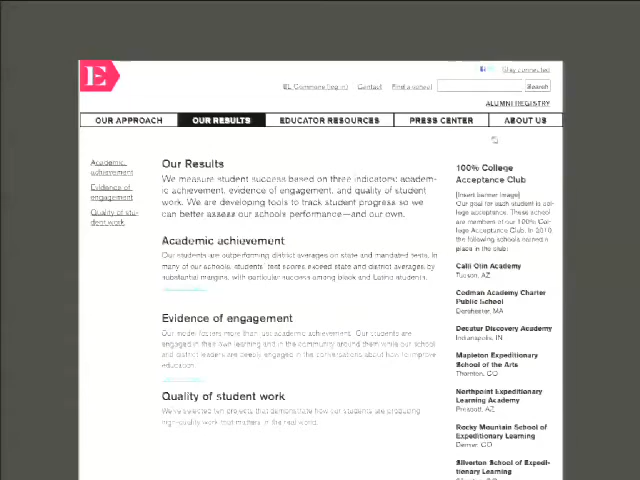 E
Stay connected
EL Commons (log in) Contact Find a school Search
ALUMNI REGISTRY
OUR APPROACH OUR RESULTS EDUCATOR RESOURCES PRESS CENTER ABOUT US
Academic
achievement
Evidence of
engagement
Quality of stu-
dent work
Our Results
We measure student success based on three indicators: academ-
ic achievement, evidence of engagement, and quality of student
work. We are developing tools to track student progress so we
can better assess our schools performance—and our own.
Academic achievement
Our students are outperforming district averages on state and mandated tests. In
many of our schools, students' test scores exceed state and district averages by
substantial margins, with particular success among black and Latino students.
Evidence of engagement
Our model fosters more than just academic achievement. Our students are
engaged in their own learning and in the community around them while our school
and district leaders are deeply engaged in the conversations about how to improve
education.
Quality of student work
We've selected ten projects that demonstrate how our students are producing
high-quality work that matters in the real world.
100% College
Acceptance Club
[Insert banner image]
Our goal for each student is col-
lege acceptance. These school
are members of our 100% Col-
lege Acceptance Club. In 2010,
the following schools earned a
place in the club:
Calli Olin Academy
Tucson, AZ
Codman Academy Charter
Public School
Dorchester, MA
Decatur Discovery Academy
Indianapolis, IN
Mapleton Expeditionary
School of the Arts
Thornton, CO
Northpoint Expeditionary
Learning Academy
Prescott, AZ
Rocky Mountain School of
Expeditionary Learning
Denver, CO
Silverton School of Expedi-
tionary Learning